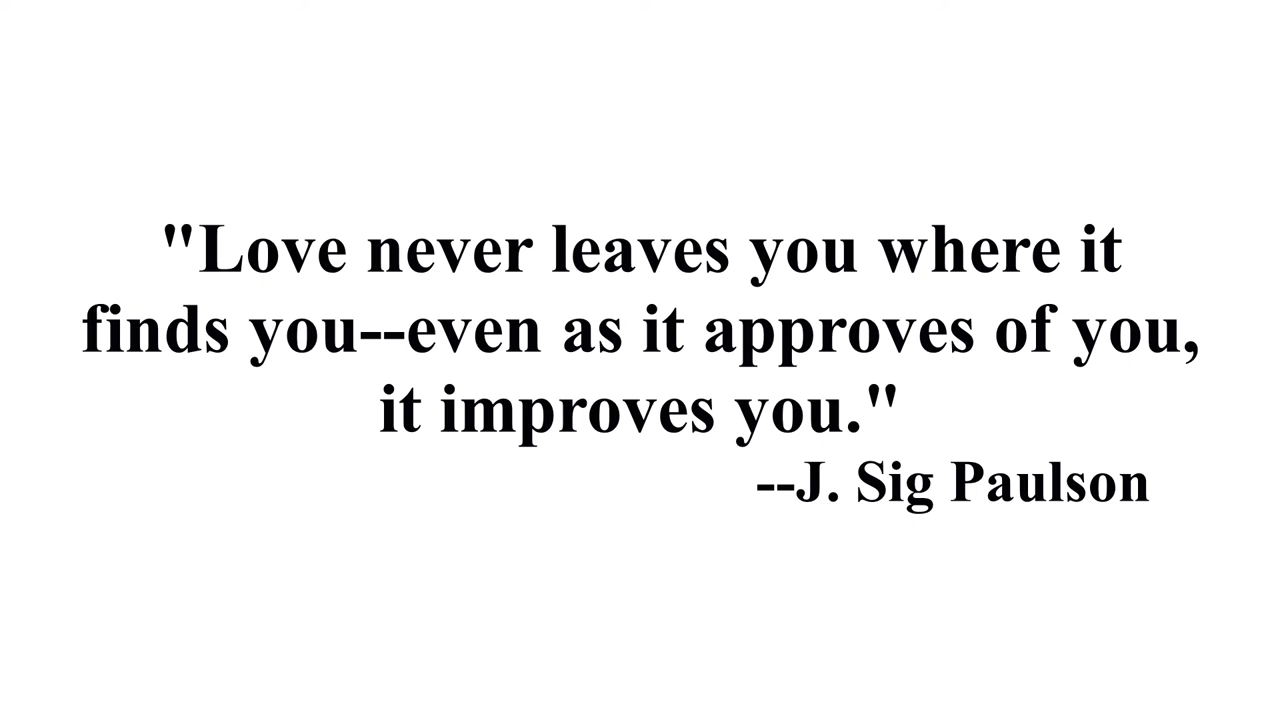 "Love never leaves you where it
finds you--even as it approves of you,
it improves you."
--J. Sig Paulson